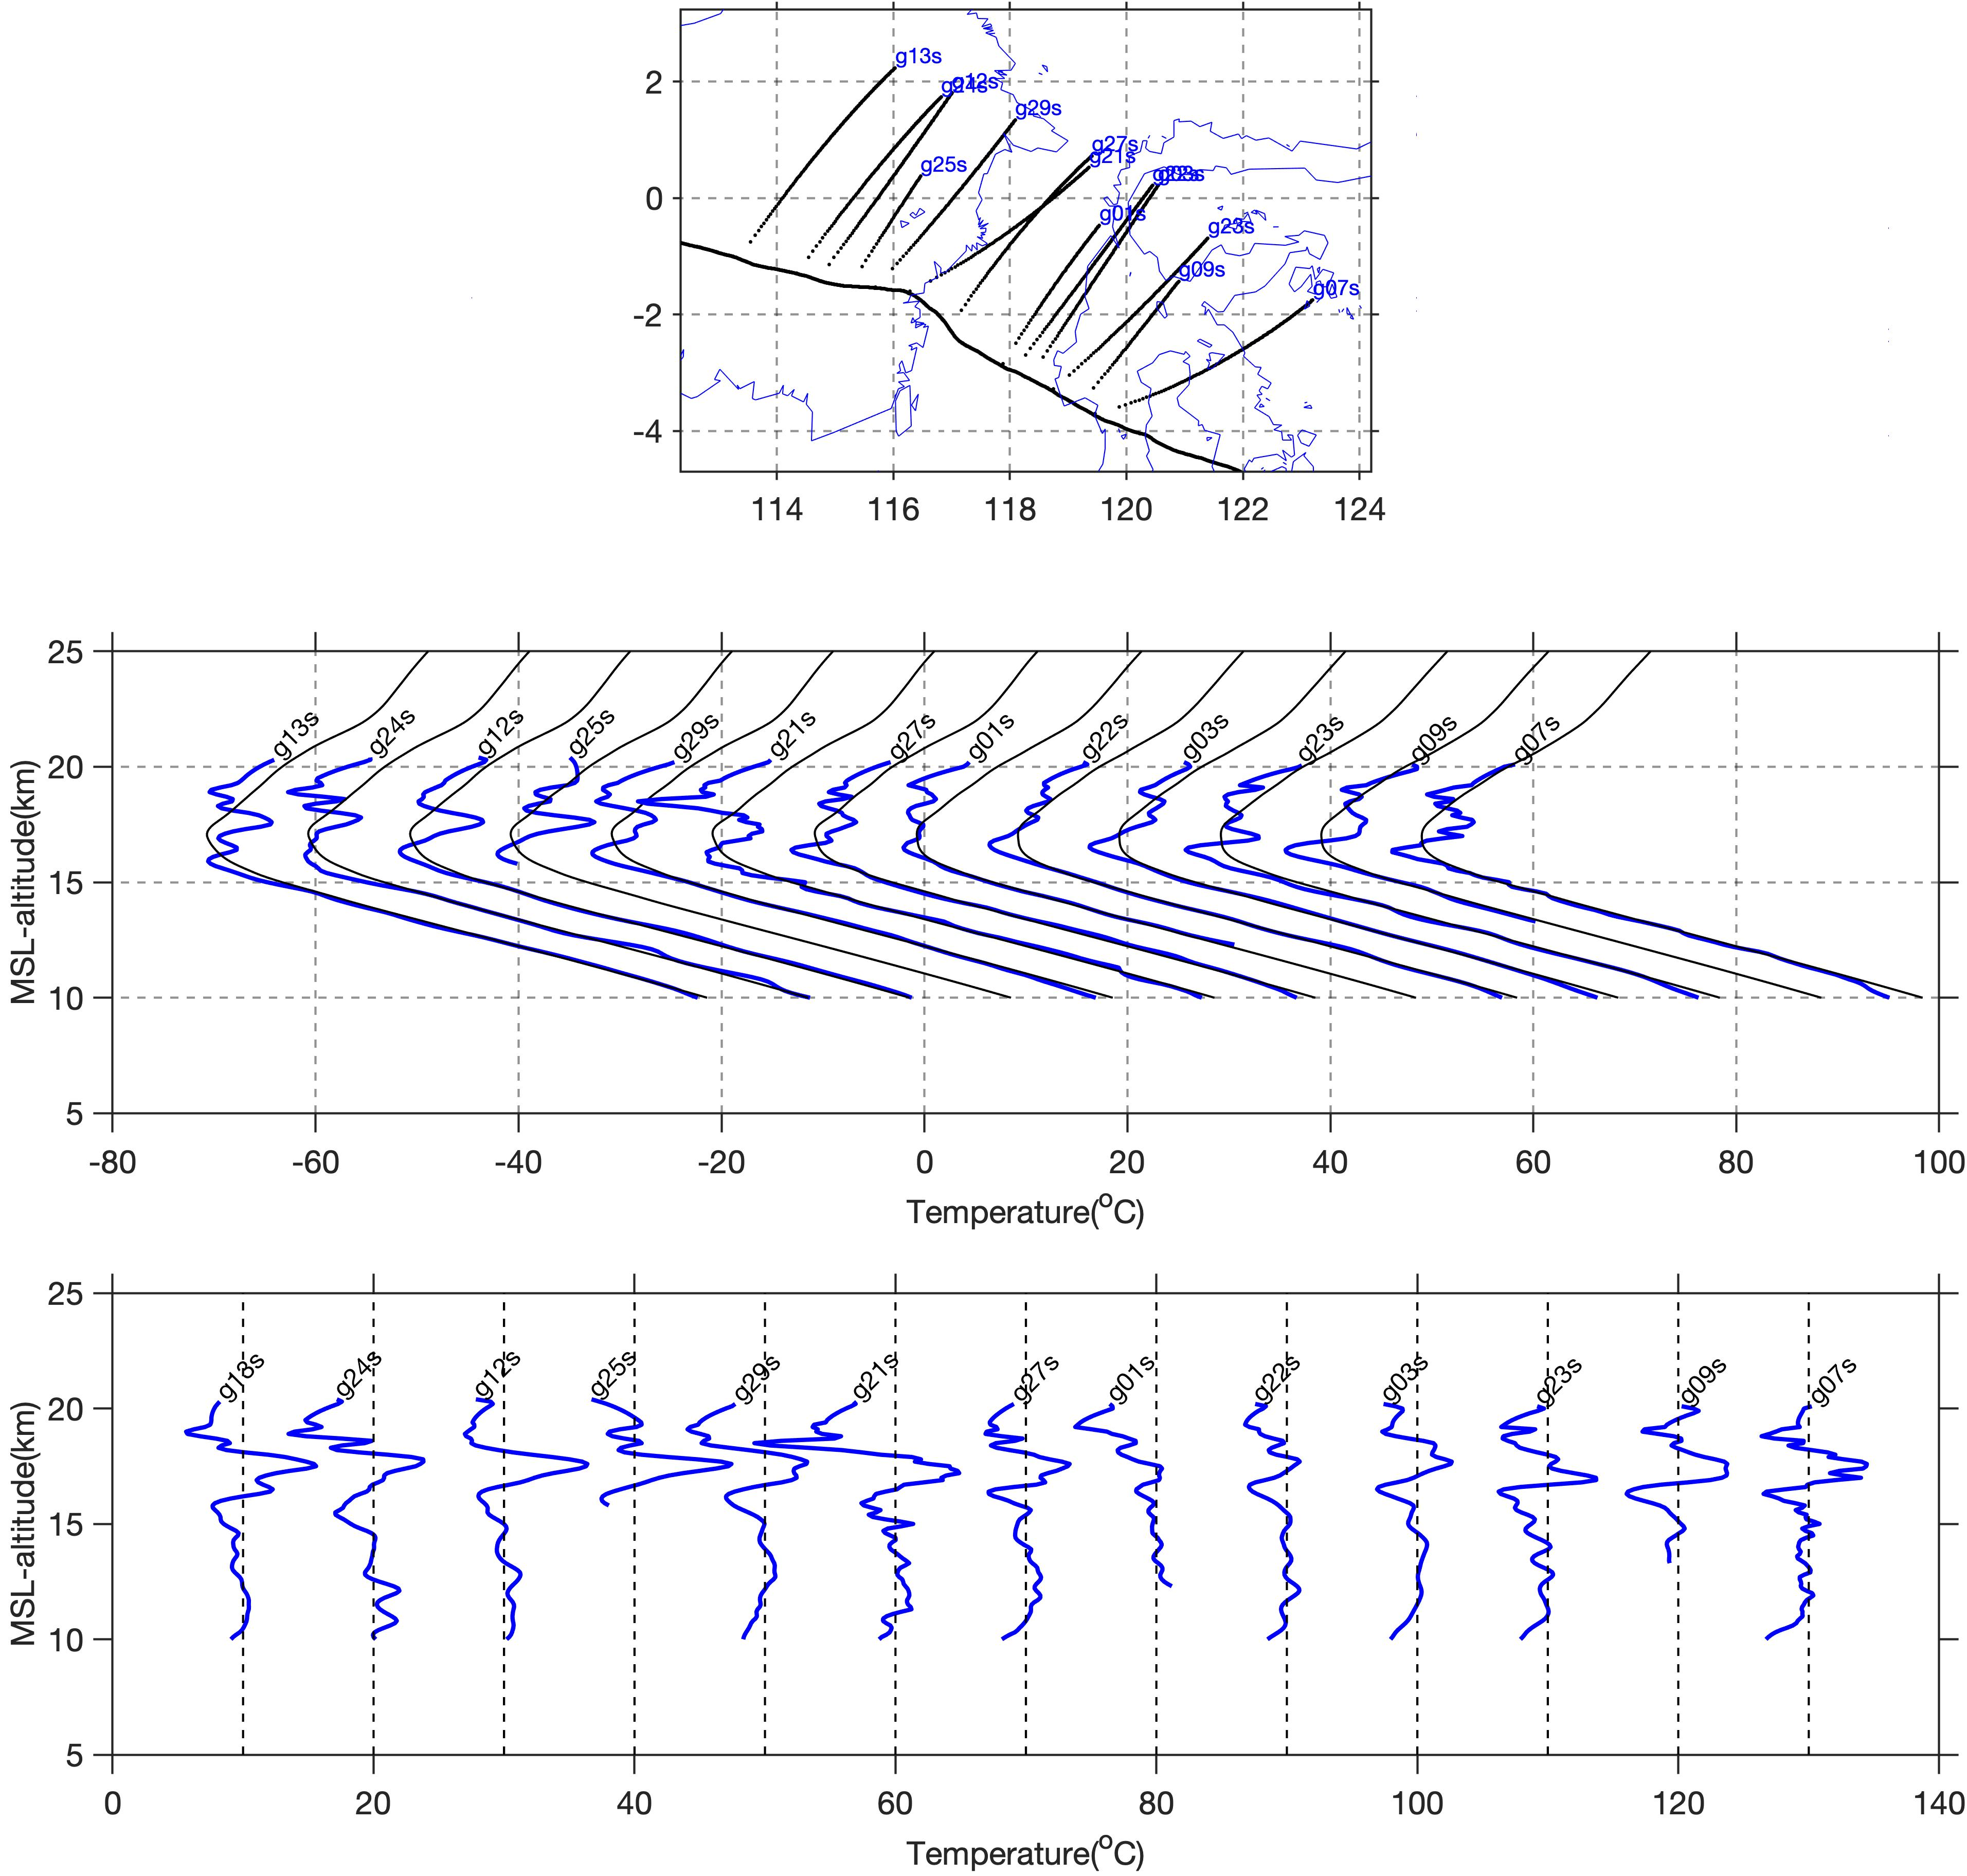 g13s
g12s
g24s
g29s
g27s
g21s
g25s
g03s
g01s
g23s
g09s
g07s
2
0
-2
-4
114 116 118 120 122 124
25
20
15
10
5
MSL-altitude(km)
g13s g24s g12s g25s g29s g21s g27s g01s g22s g03s g23s g09s g07s
-80 -60 -40 -20 0 20 40 60 80 100
Temperature(°C)
25
20
15
10
5
MSL-altitude(km)
g13s g24s g12s g25s g29s g21s g27s g01s g22s g03s g23s g09s g07s
0 20 40 60 80 100 120 140
Temperature(°C)